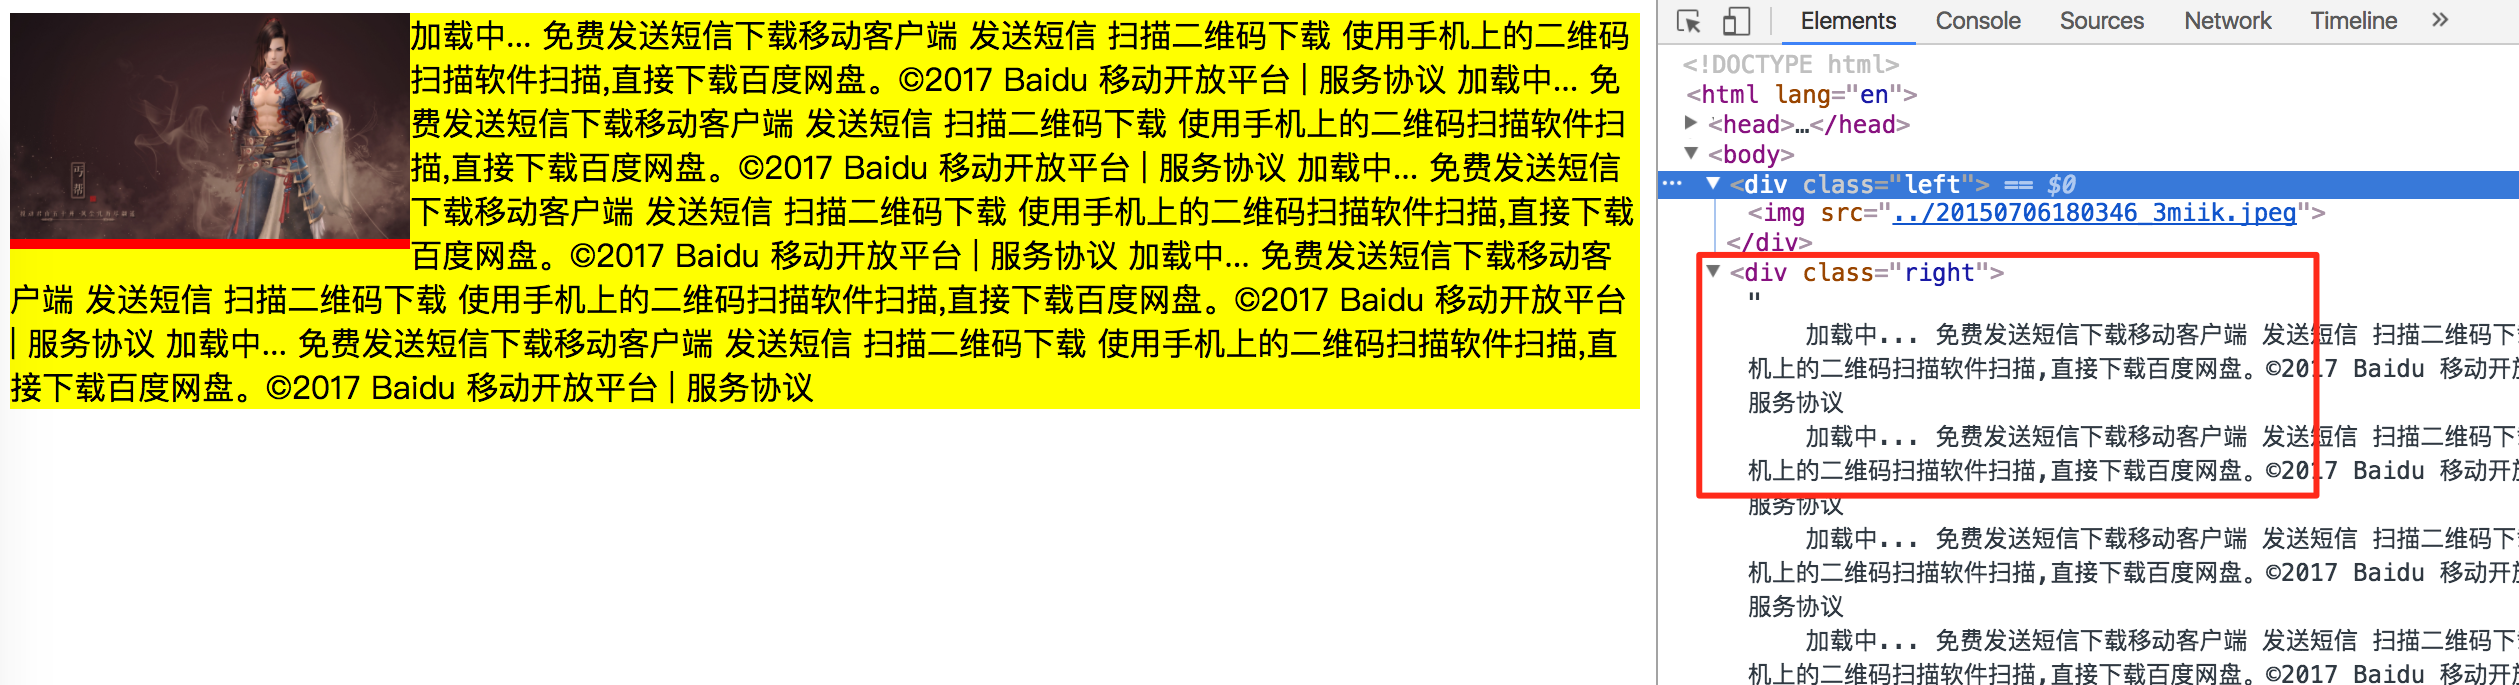 加载中... 免费发送短信下载移动客户端 发送短信 扫描二维码下载 使用手机上的二维码
扫描软件扫描,直接下载百度网盘。©2017 Baidu 移动开放平台 | 服务协议 加载中... 免
费发送短信下载移动客户端 发送短信 扫描二维码下载 使用手机上的二维码扫描软件扫
描,直接下载百度网盘。©2017 Baidu 移动开放平台 | 服务协议 加载中... 免费发送短信
下载移动客户端 发送短信 扫描二维码下载 使用手机上的二维码扫描软件扫描,直接下载
百度网盘。©2017 Baidu 移动开放平台 | 服务协议 加载中... 免费发送短信下载移动客
户端 发送短信 扫描二维码下载 使用手机上的二维码扫描软件扫描,直接下载百度网盘。©2017 Baidu 移动开放平台
| 服务协议 加载中... 免费发送短信下载移动客户端 发送短信 扫描二维码下载 使用手机上的二维码扫描软件扫描,直
接下载百度网盘。©2017 Baidu 移动开放平台 | 服务协议
丐帮
Elements Console Sources Network Timeline »
<!DOCTYPE html>
<html lang="en">
<head>…</head>
<body>
<div class="left"> == $0
<img src="../20150706180346_3miik.jpeg">
</div>
<div class="right">
"
加载中... 免费发送短信下载移动客户端 发送短信 扫描二维码下
机上的二维码扫描软件扫描,直接下载百度网盘。©2017 Baidu 移动开放
服务协议
加载中... 免费发送短信下载移动客户端 发送短信 扫描二维码下
机上的二维码扫描软件扫描,直接下载百度网盘。©2017 Baidu 移动开放
服务协议
加载中... 免费发送短信下载移动客户端 发送短信 扫描二维码下
机上的二维码扫描软件扫描,直接下载百度网盘。©2017 Baidu 移动开放
服务协议
加载中... 免费发送短信下载移动客户端 发送短信 扫描二维码下
机上的二维码扫描软件扫描,直接下载百度网盘。©2017 Baidu 移动开放